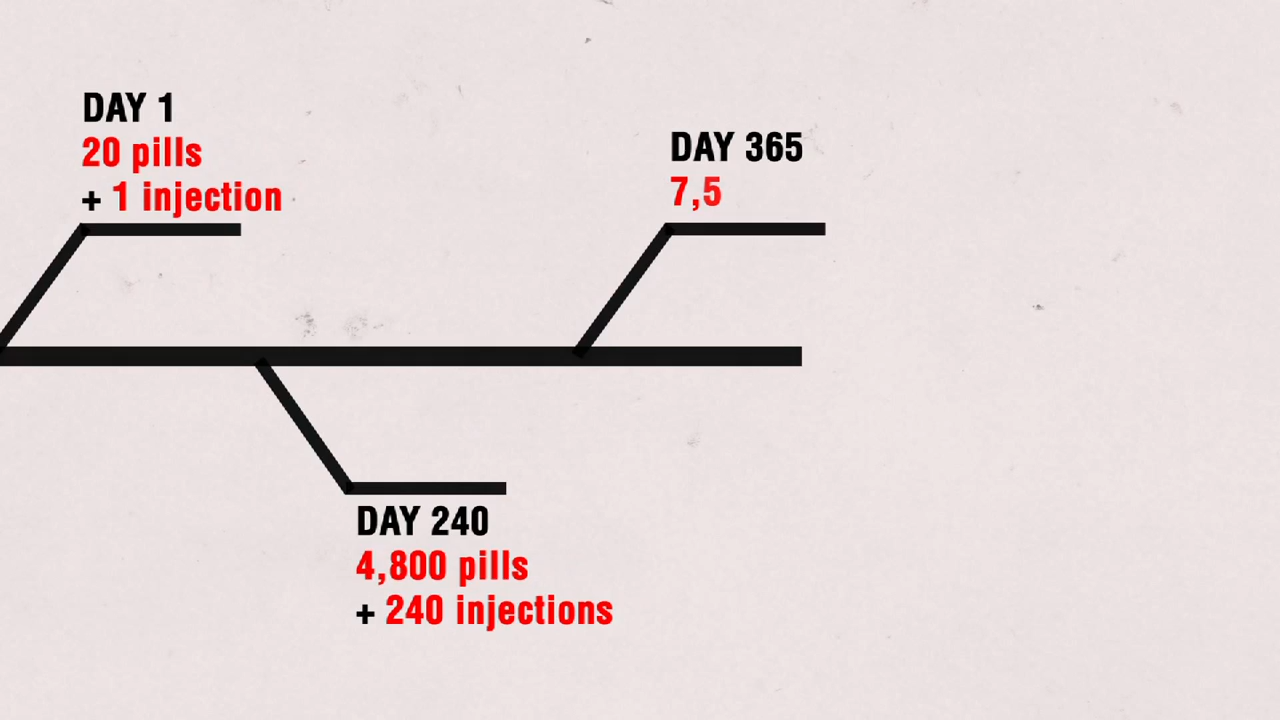 DAY 1
20 pills
+ 1 injection
DAY 365
7,5
DAY 240
4,800 pills
+ 240 injections